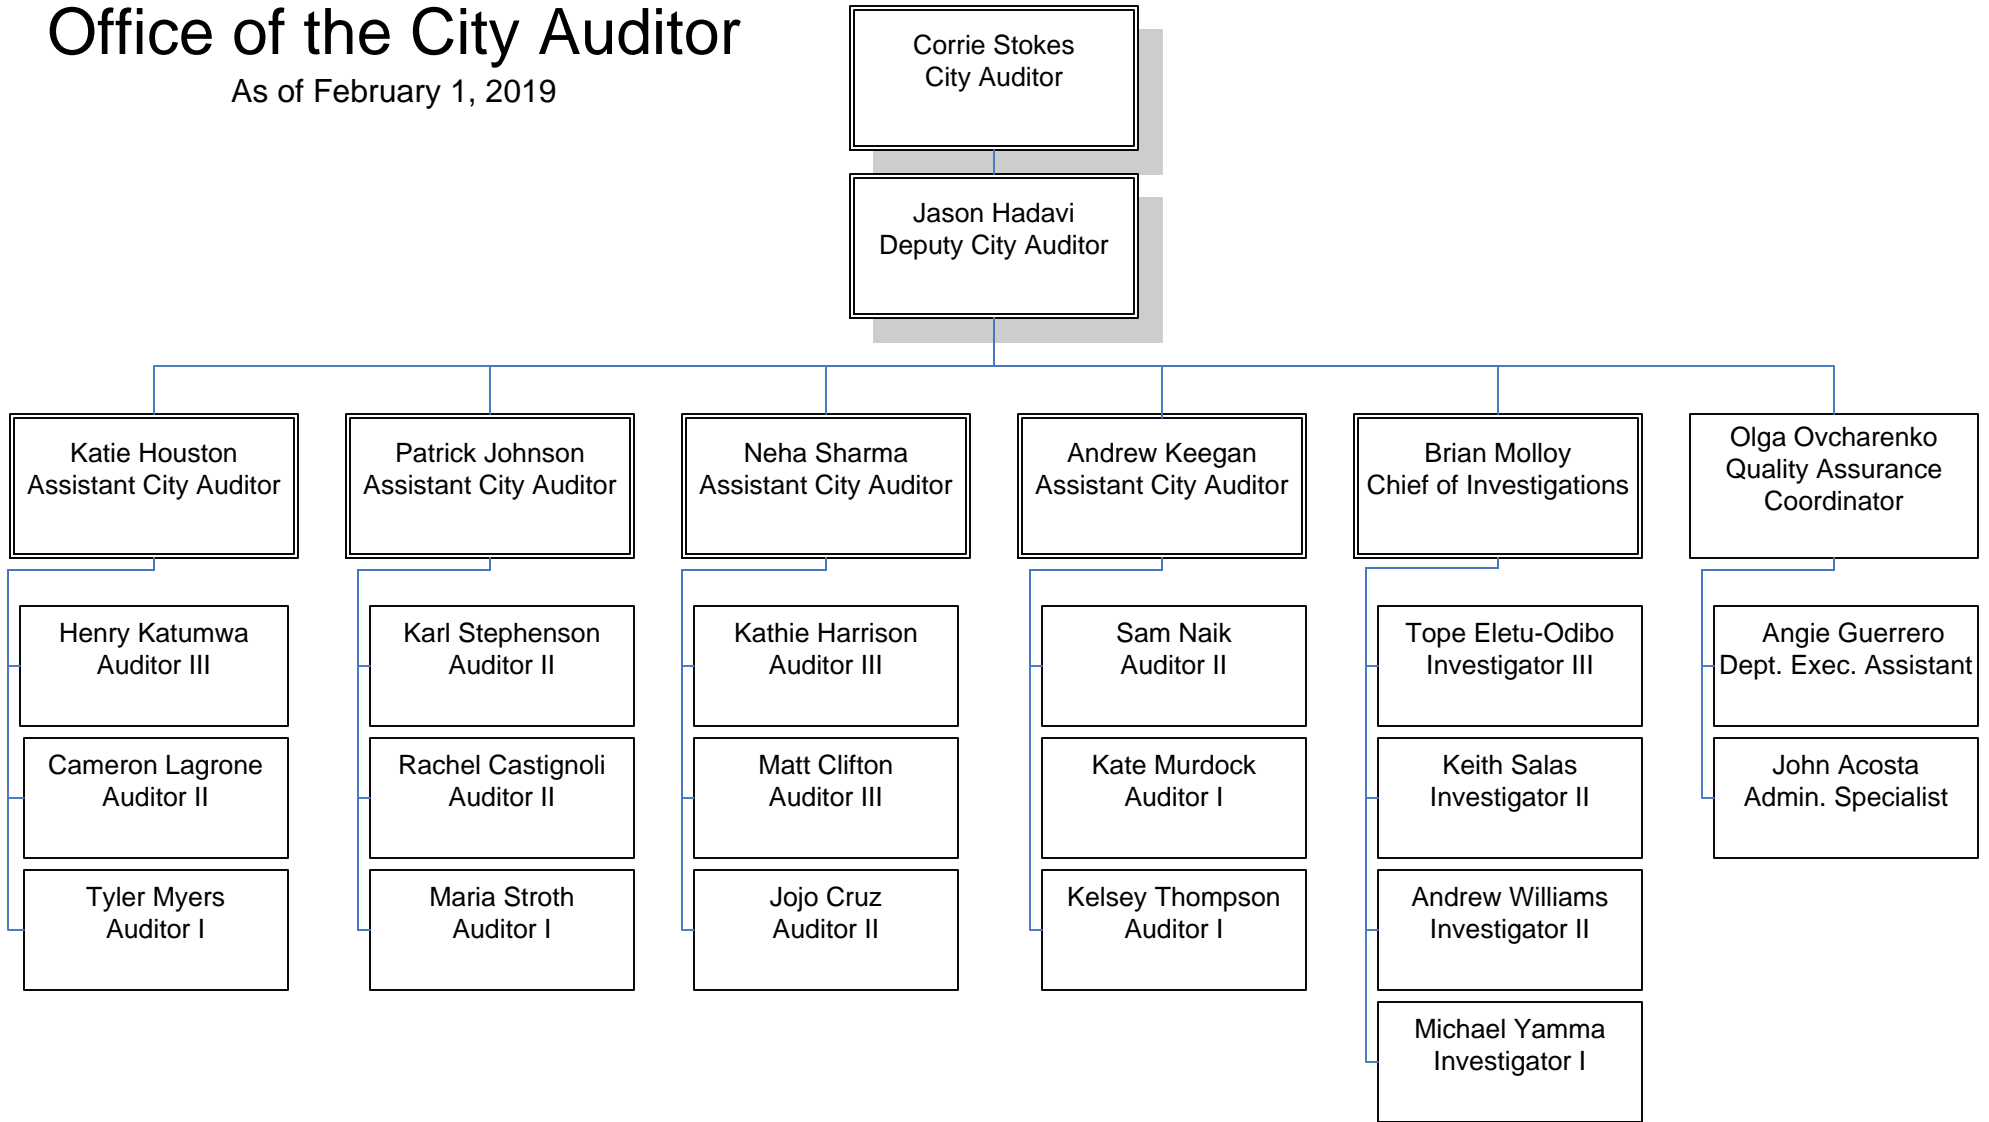 Office of the City Auditor
As of February 1, 2019
Corrie Stokes
City Auditor
Jason Hadavi
Deputy City Auditor
Katie Houston
Assistant City Auditor
Patrick Johnson
Assistant City Auditor
Neha Sharma
Assistant City Auditor
Andrew Keegan
Assistant City Auditor
Brian Molloy
Chief of Investigations
Olga Ovcharenko
Quality Assurance
Coordinator
Henry Katumwa
Auditor III
Cameron Lagrone
Auditor II
Tyler Myers
Auditor I
Karl Stephenson
Auditor II
Rachel Castignoli
Auditor II
Maria Stroth
Auditor I
Kathie Harrison
Auditor III
Matt Clifton
Auditor III
Jojo Cruz
Auditor II
Sam Naik
Auditor II
Kate Murdock
Auditor I
Kelsey Thompson
Auditor I
Tope Eletu-Odibo
Investigator III
Keith Salas
Investigator II
Andrew Williams
Investigator II
Michael Yamma
Investigator I
Angie Guerrero
Dept. Exec. Assistant
John Acosta
Admin. Specialist